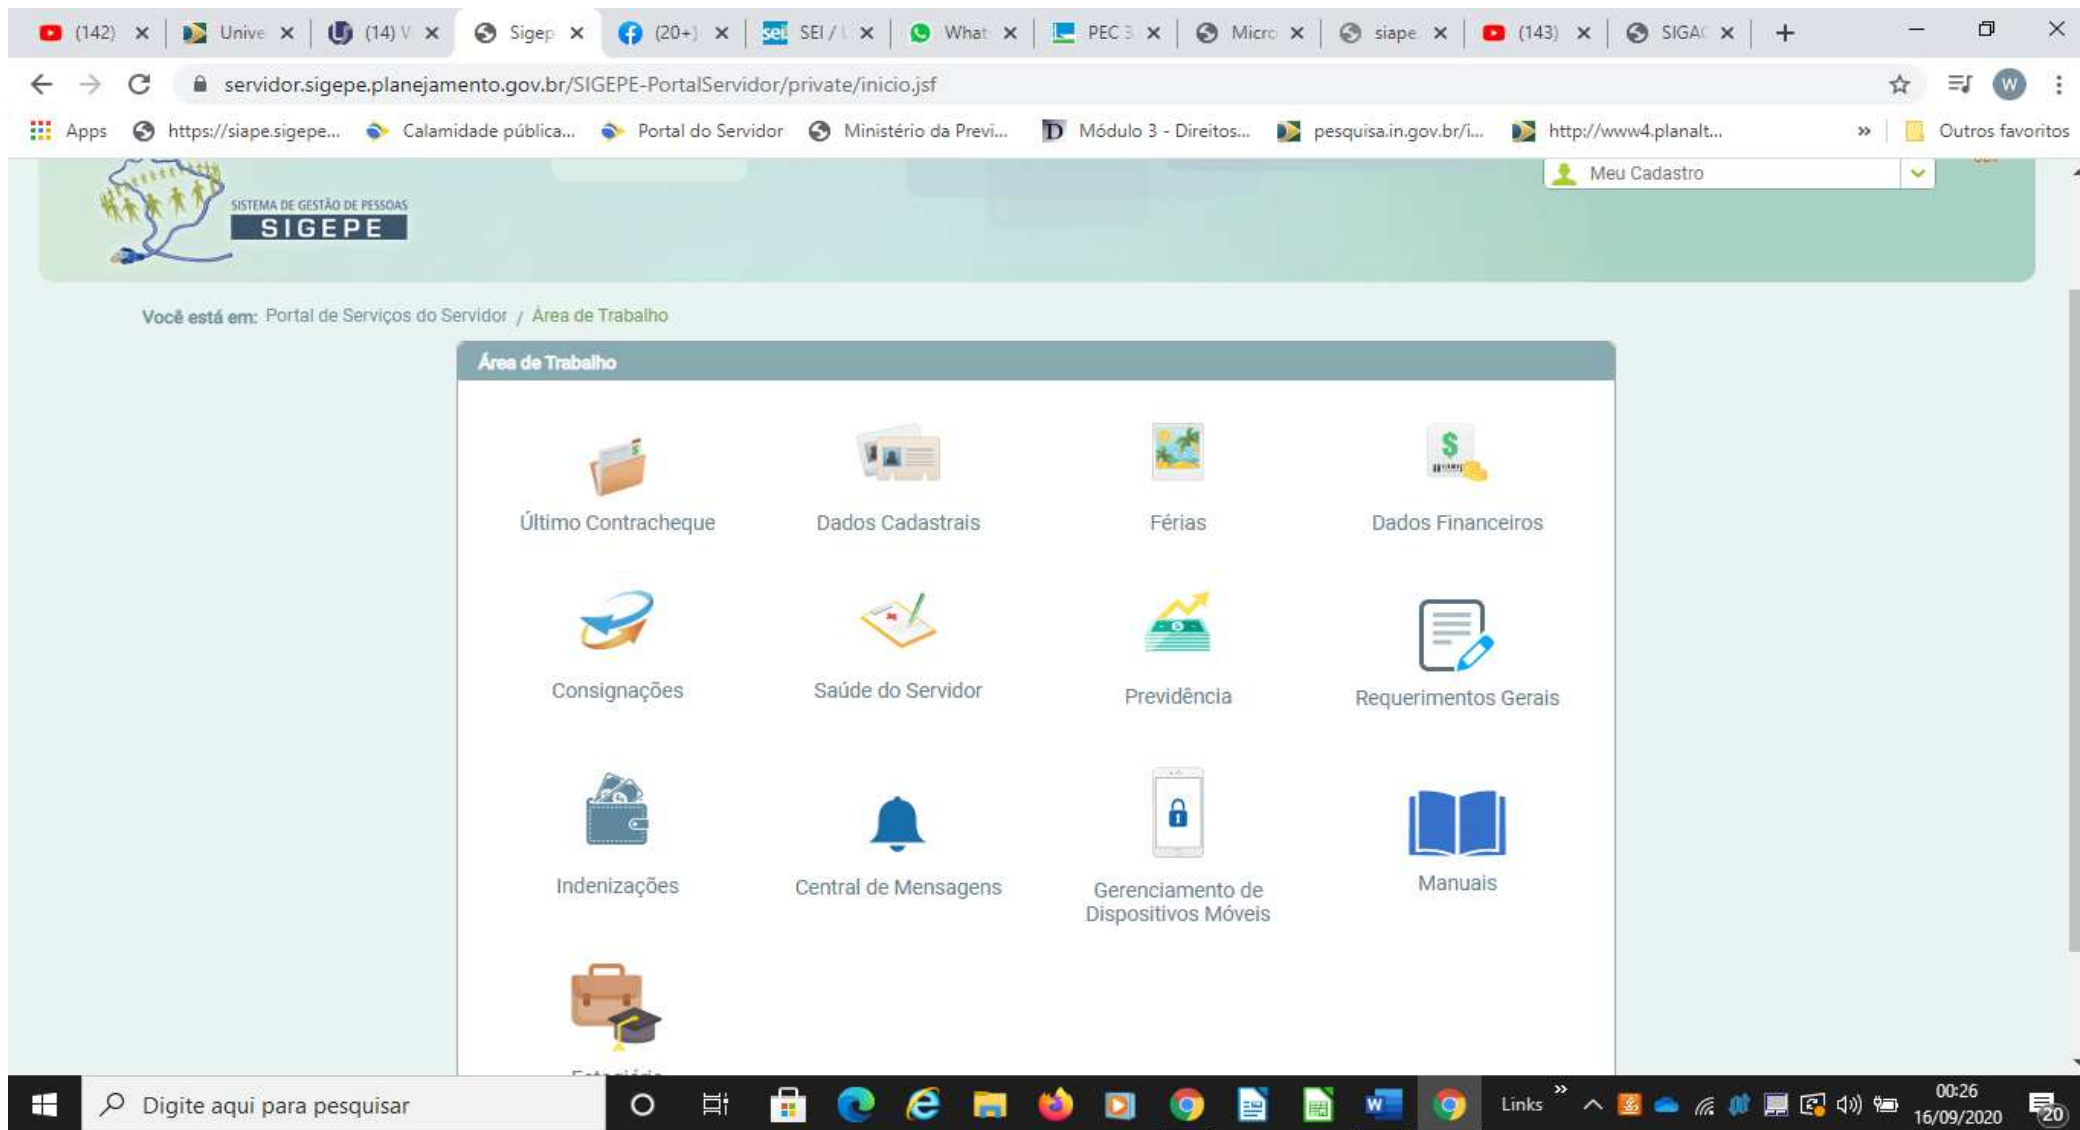 (142)
Unive
(14) V
Sigep
(20+)
sei
SEI / U
What
PEC 3
Micro
siape
(143)
SIGAC
servidor.sigepe.planejamento.gov.br/SIGEPE-PortalServidor/private/inicio.jsf
W
Apps
https://siape.sigepe...
Calamidade pública...
Portal do Servidor
Ministério da Previ...
D
Módulo 3 - Direitos...
pesquisa.in.gov.br/i...
http://www4.planalt...
»
Outros favoritos
Meu Cadastro
SISTEMA DE GESTÃO DE PESSOAS
SIGEPE
Você está em: Portal de Serviços do Servidor / Área de Trabalho
Área de Trabalho
Último Contracheque
Dados Cadastrais
Férias
Dados Financeiros
Consignações
Saúde do Servidor
Previdência
Requerimentos Gerais
Indenizações
Central de Mensagens
Gerenciamento de
Dispositivos Móveis
Manuais
Estagiário
Digite aqui para pesquisar
Links
»
00:26
16/09/2020
20